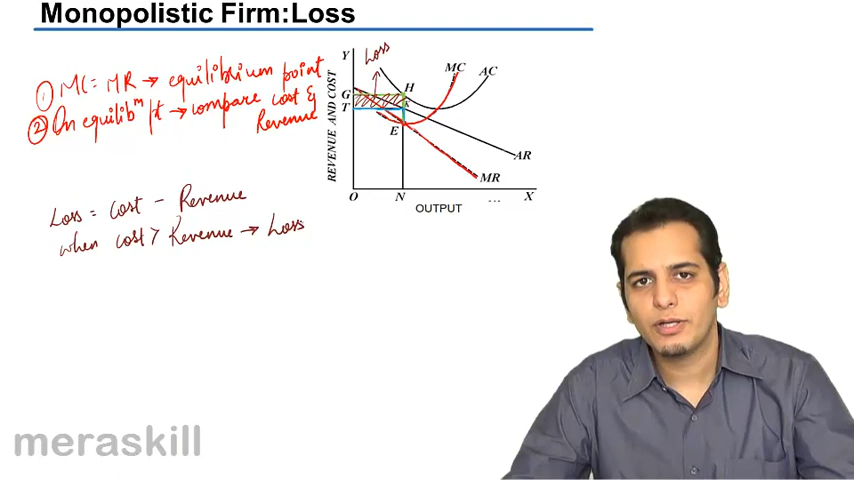 Monopolistic Firm:Loss
① MC = MR → equilibrium point
② On equilib^m pt → compare cost &
Revenue
Loss = cost − Revenue
when cost > Revenue → Loss
Loss
Y
MC
AC
G
H
T
K
E
AR
MR
O
N
...
X
OUTPUT
REVENUE AND COST
meraskill